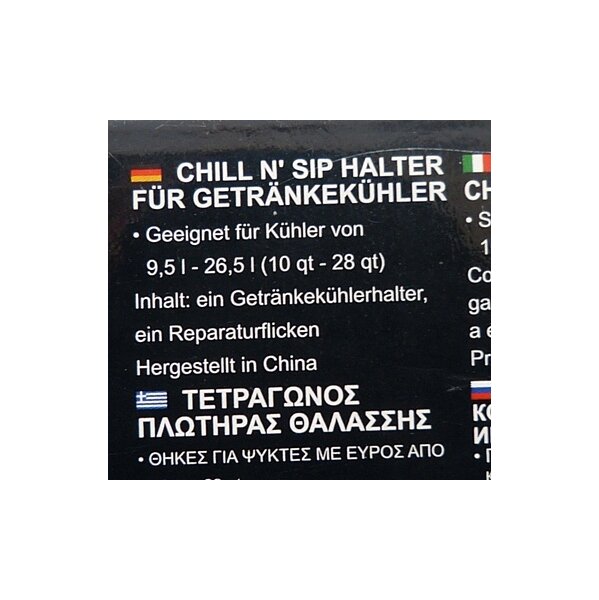 CHILL N' SIP HALTER
FÜR GETRÄNKEKÜHLER
• Geeignet für Kühler von
9,5 l - 26,5 l (10 qt - 28 qt)
Inhalt: ein Getränkekühlerhalter,
ein Reparaturflicken
Hergestellt in China
ΤΕΤΡΑΓΩΝΟΣ
ΠΛΩΤΗΡΑΣ ΘΑΛΑΣΣΗΣ
• ΘΗΚΕΣ ΓΙΑ ΨΥΚΤΕΣ ΜΕ ΕΥΡΟΣ ΑΠΟ